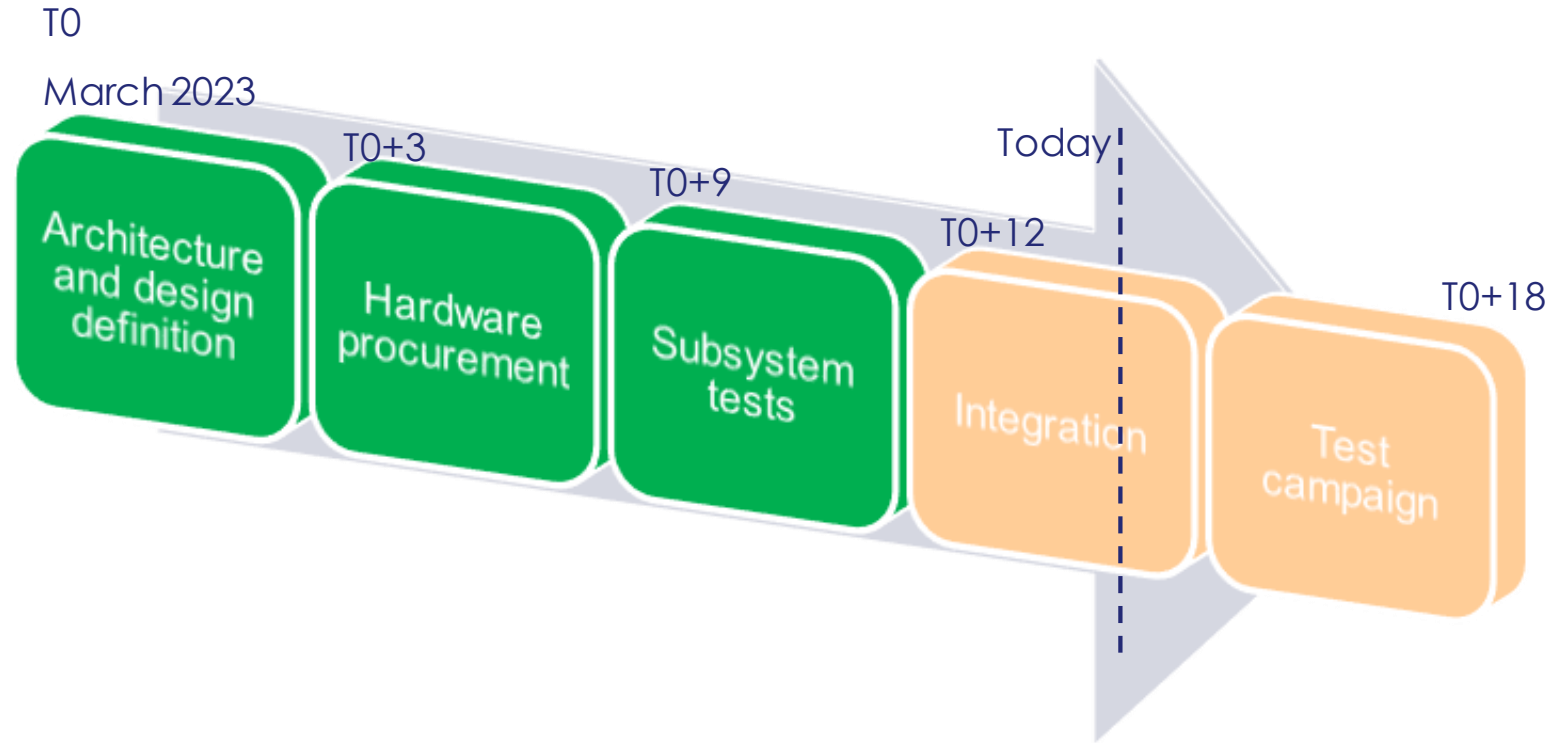 T0
March 2023
T0+3
T0+9
T0+12
Today
T0+18
Architecture
and design
definition
Hardware
procurement
Subsystem
tests
Integration
Test
campaign